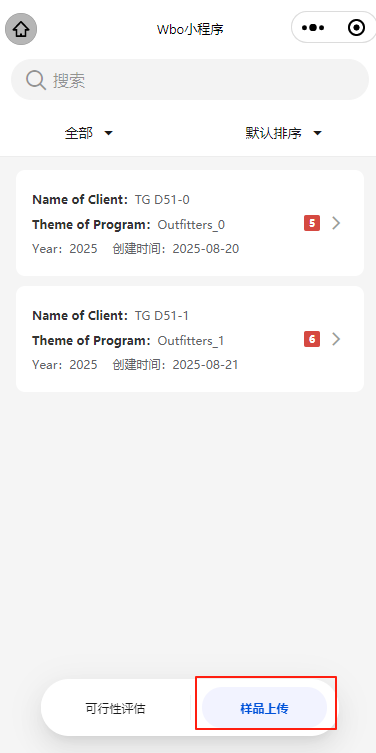 Wbo小程序
搜索
全部 默认排序
Name of Client： TG D51-0
Theme of Program： Outfitters_0
5
Year： 2025 创建时间： 2025-08-20
Name of Client： TG D51-1
Theme of Program： Outfitters_1
6
Year： 2025 创建时间： 2025-08-21
可行性评估 样品上传